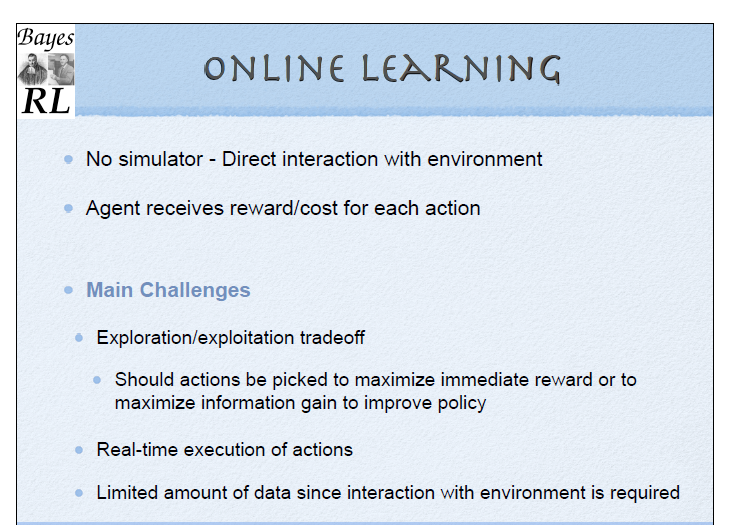 Bayes
RL
ONLINE LEARNING
No simulator - Direct interaction with environment
Agent receives reward/cost for each action
Main Challenges
Exploration/exploitation tradeoff
Should actions be picked to maximize immediate reward or to
maximize information gain to improve policy
Real-time execution of actions
Limited amount of data since interaction with environment is required